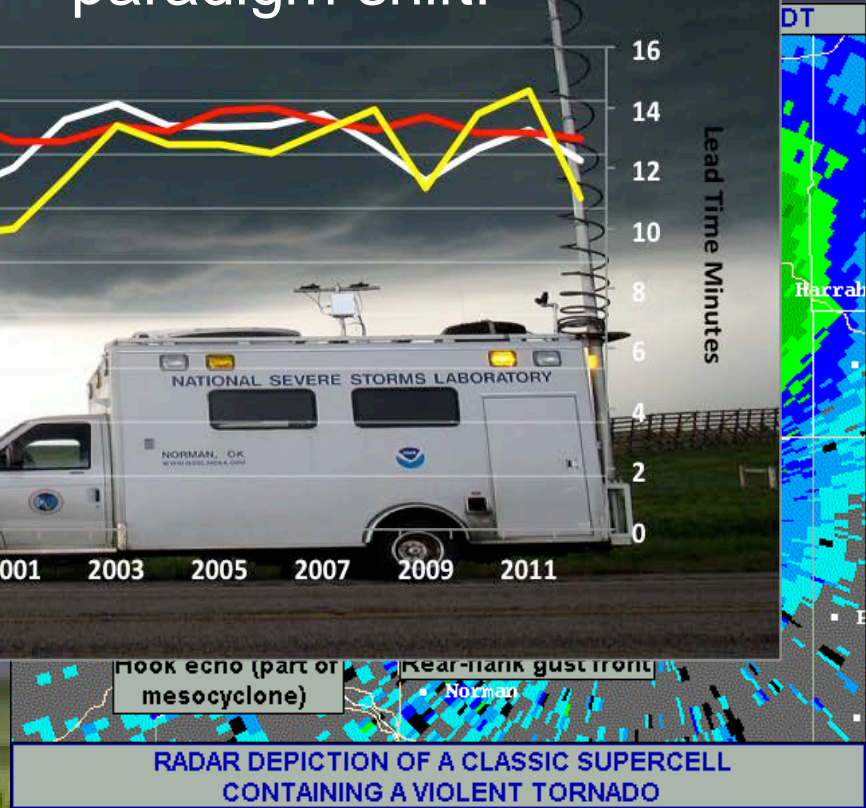 paradigm shift.
DT
16
14
12
10
8
6
4
2
0
Lead Time Minutes
Harrah
NATIONAL SEVERE STORMS LABORATORY
NORMAN, OK
001 2003 2005 2007 2009 2011
Hook echo (part of
mesocyclone)
Rear-flank gust front
Norman
RADAR DEPICTION OF A CLASSIC SUPERCELL
CONTAINING A VIOLENT TORNADO